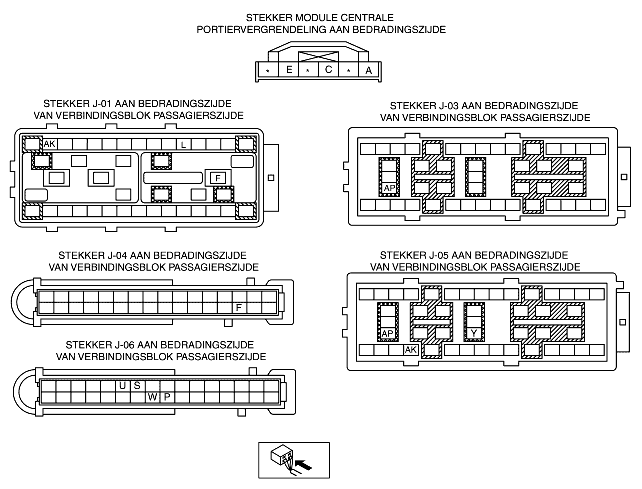 STEKKER MODULE CENTRALE
PORTIERVERGRENDELING AAN BEDRADINGSZIJDE
* E * C * A
STEKKER J-01 AAN BEDRADINGSZIJDE
VAN VERBINDINGSBLOK PASSAGIERSZIJDE
AK L
F
STEKKER J-03 AAN BEDRADINGSZIJDE
VAN VERBINDINGSBLOK PASSAGIERSZIJDE
AP
STEKKER J-04 AAN BEDRADINGSZIJDE
VAN VERBINDINGSBLOK PASSAGIERSZIJDE
F
STEKKER J-05 AAN BEDRADINGSZIJDE
VAN VERBINDINGSBLOK PASSAGIERSZIJDE
AP Y
AK
STEKKER J-06 AAN BEDRADINGSZIJDE
VAN VERBINDINGSBLOK PASSAGIERSZIJDE
U S
W P